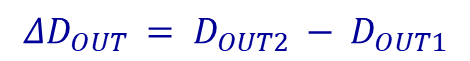 ΔD_OUT = D_OUT2 − D_OUT1